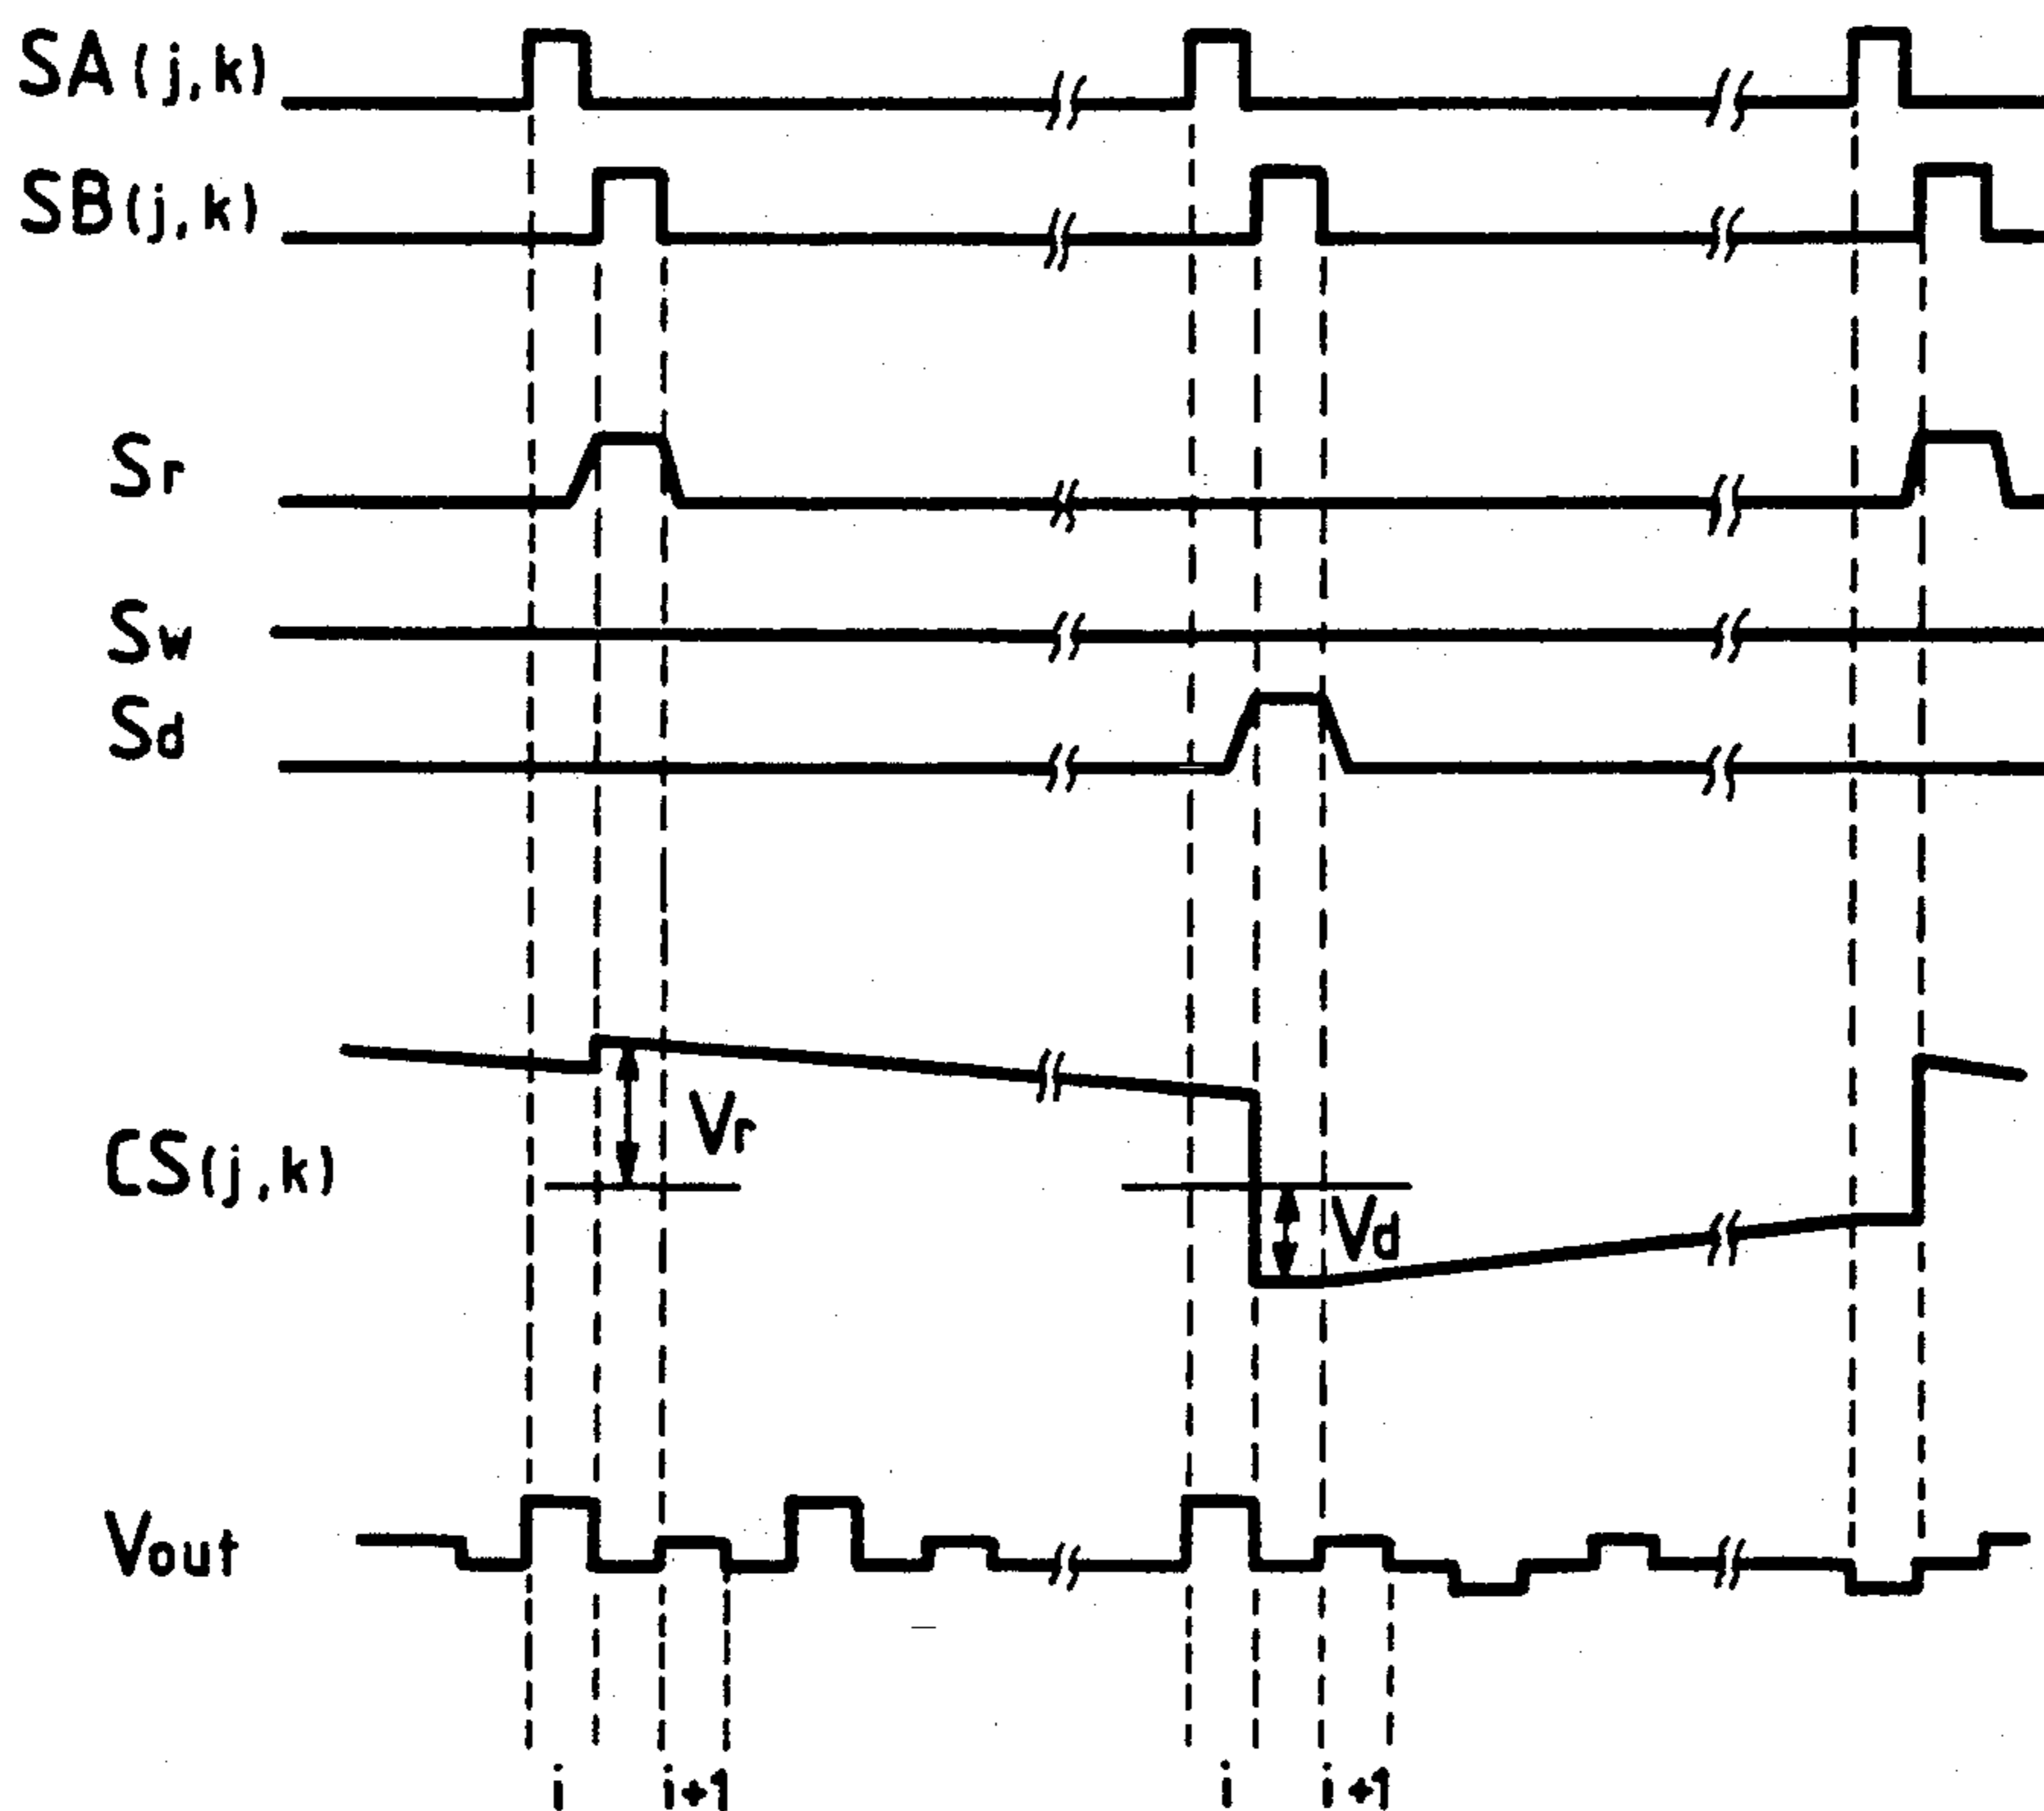 SA(j,k)
SB(j,k)
Sr
Sw
Sd
Vr
CS(j,k)
Vd
Vout
i i+1 i i+1